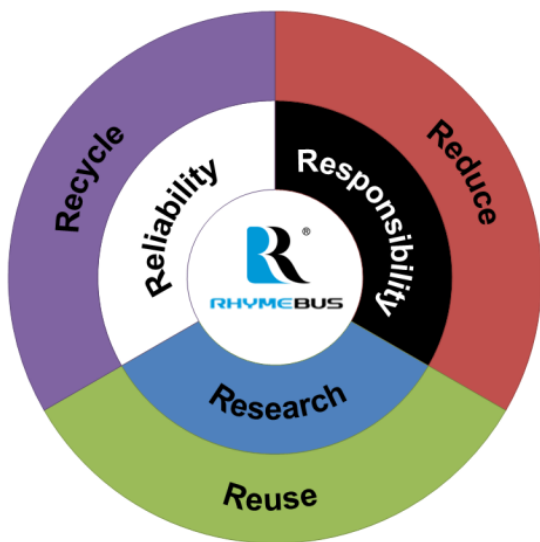 Recycle
Reduce
Reliability
Responsibility
R ®
RHYMEBUS
Research
Reuse